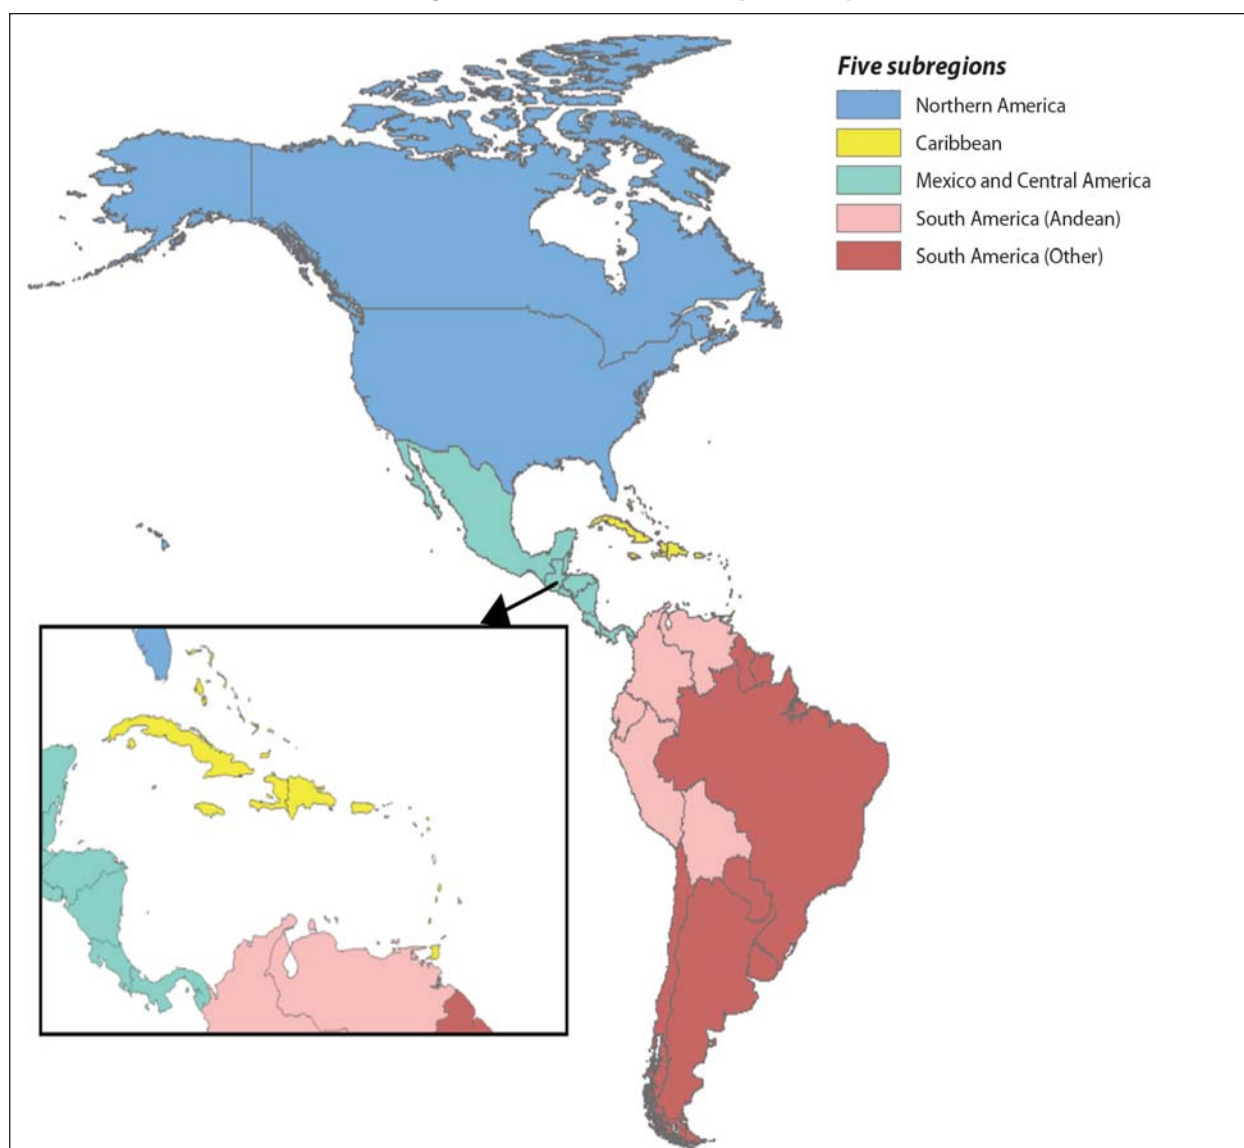 Five subregions
Northern America
Caribbean
Mexico and Central America
South America (Andean)
South America (Other)